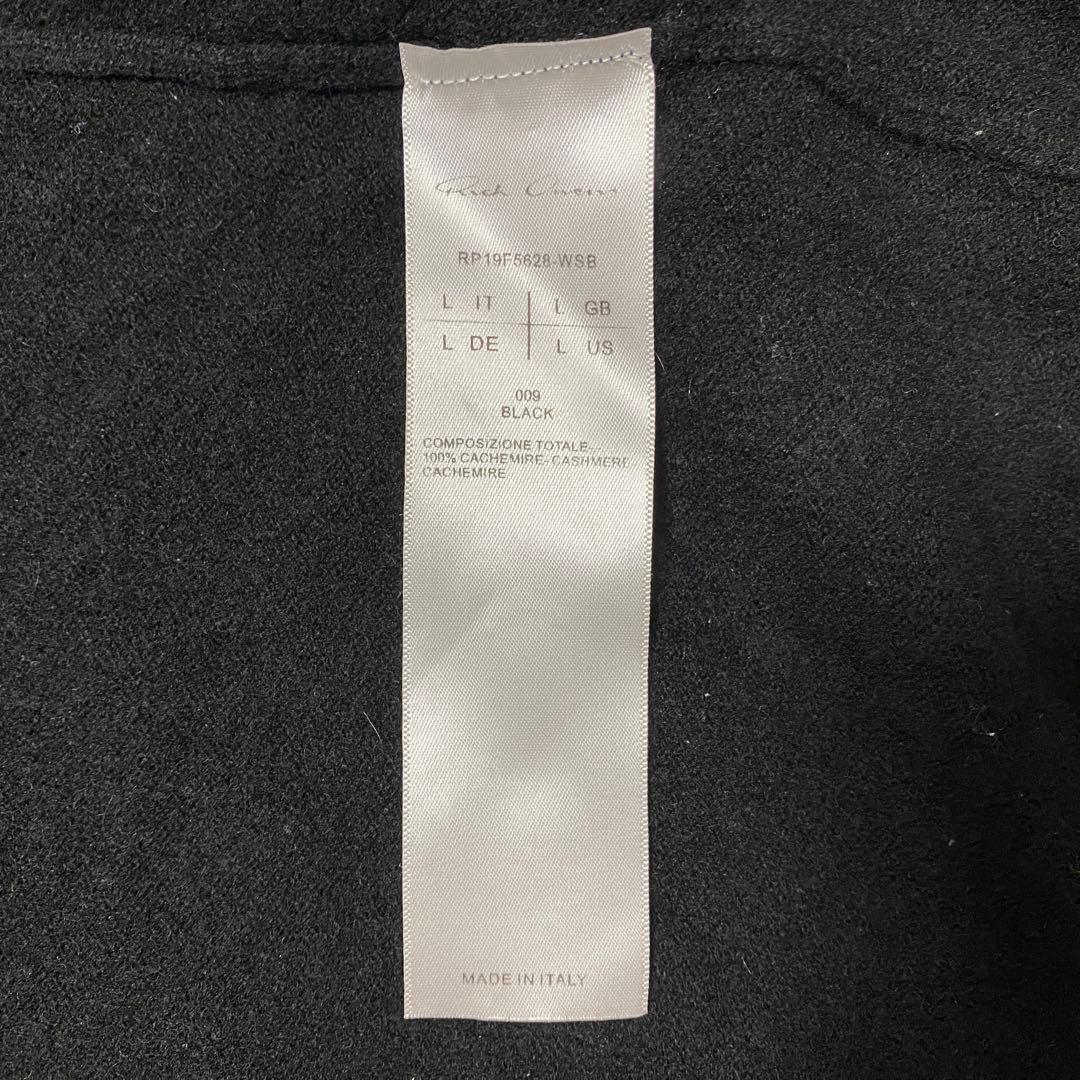 Rick Owens
RP19F5628-WSB
L IT L GB
L DE L US
009
BLACK
COMPOSIZIONE TOTALE
100% CACHEMIRE-CASHMERE
CACHEMIRE
MADE IN ITALY